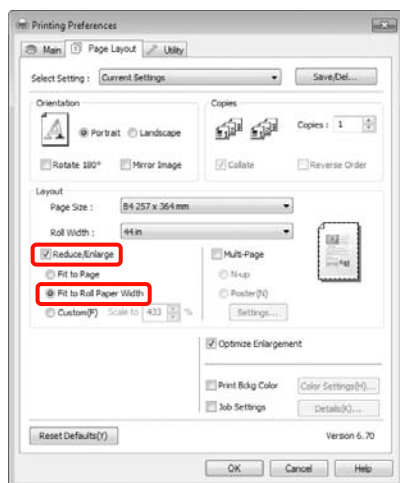 Printing Preferences
Main Page Layout Utility
Select Setting : Current Settings Save/Del...
Orientation
Portrait Landscape
Rotate 180° Mirror Image
Copies
Copies : 1
Collate Reverse Order
Layout
Page Size : B4 257 x 364 mm
Roll Width : 44 in
Reduce/Enlarge
Fit to Page
Fit to Roll Paper Width
Custom(F) Scale to 433 %
Multi-Page
N-up
Poster(N)
Settings...
Optimize Enlargement
Print Bckg Color Color Settings(H)...
Job Settings Details(K)...
Reset Defaults(Y) Version 6.70
OK Cancel Help